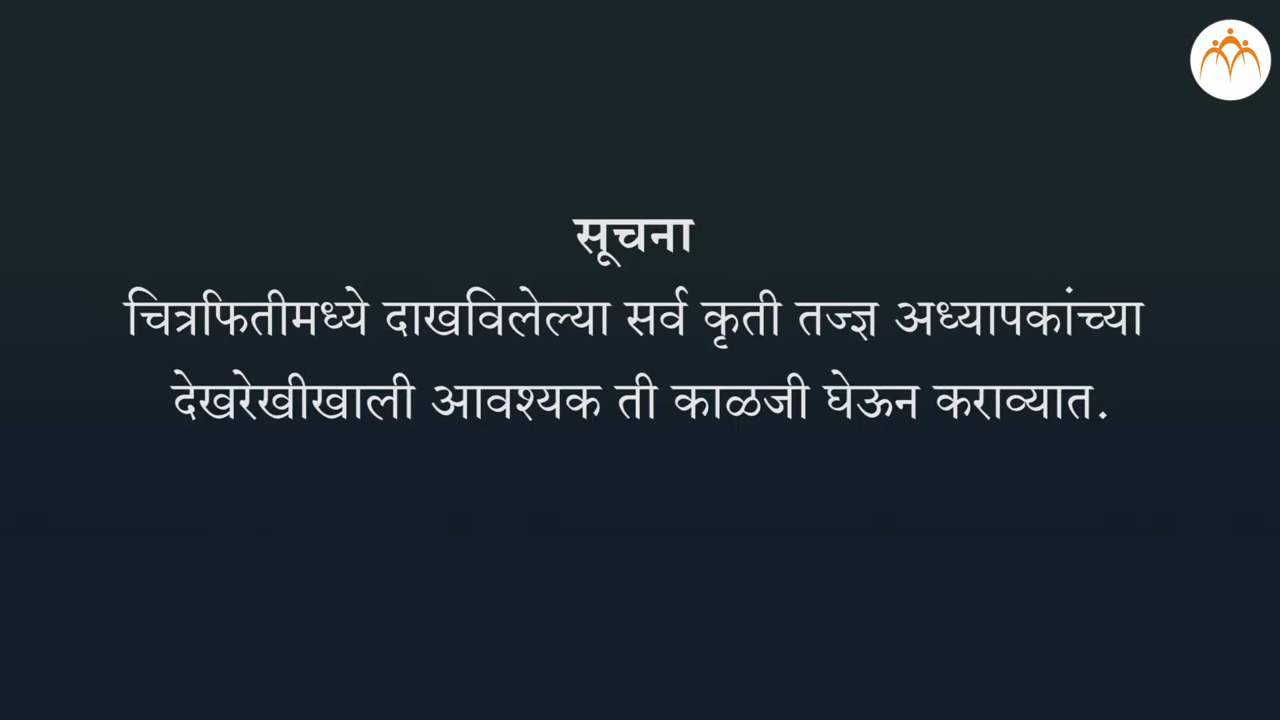 सूचना
चित्रफितीमध्ये दाखविलेल्या सर्व कृती तज्ज्ञ अध्यापकांच्या
देखरेखीखाली आवश्यक ती काळजी घेऊन कराव्यात.